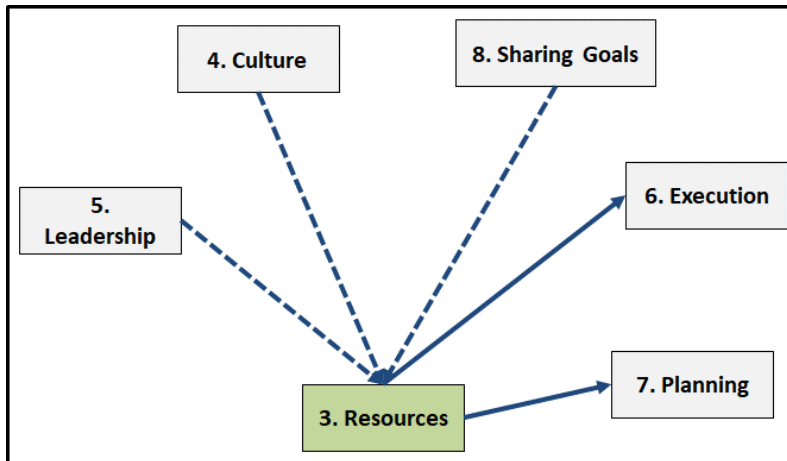 4. Culture
8. Sharing Goals
5.
Leadership
6. Execution
7. Planning
3. Resources